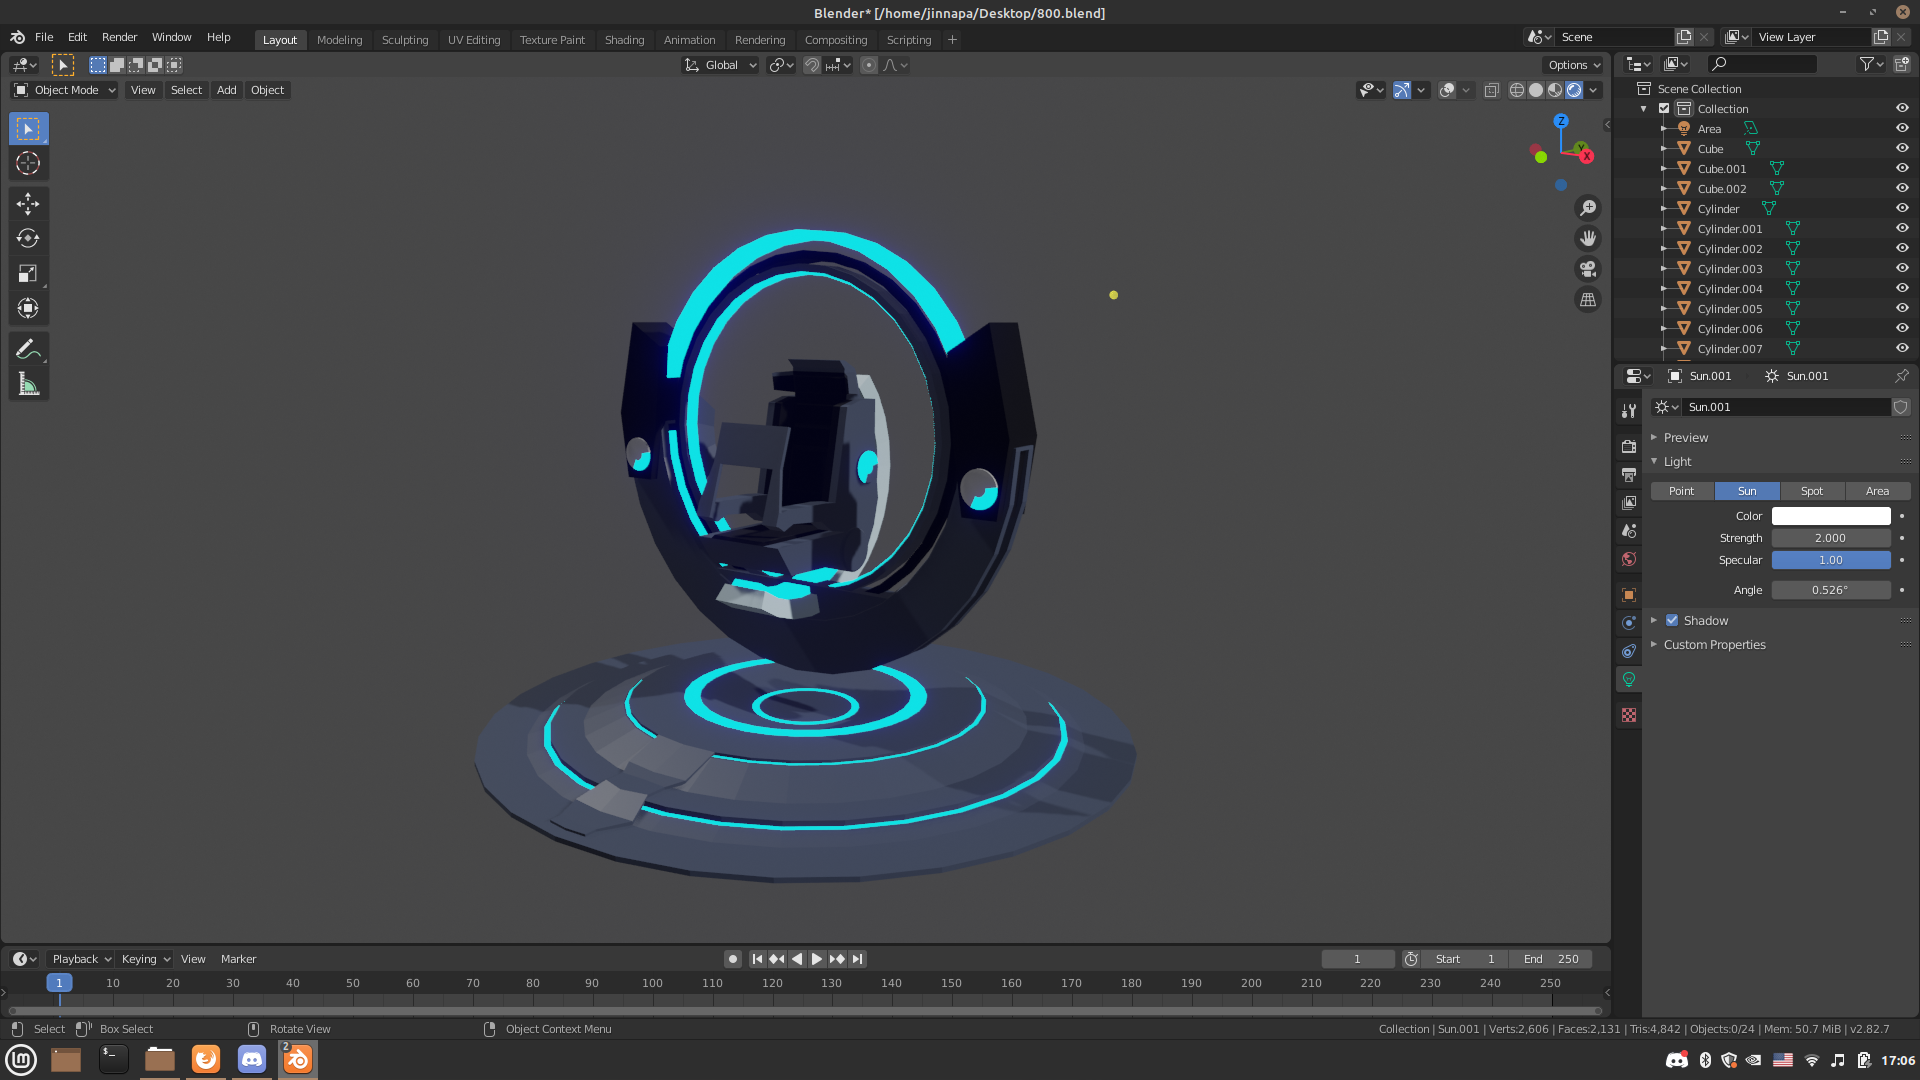 Blender* [/home/jinnapa/Desktop/800.blend]
File Edit Render Window Help Layout Modeling Sculpting UV Editing Texture Paint Shading Animation Rendering Compositing Scripting + Scene View Layer
Global Options
Object Mode View Select Add Object
Scene Collection
Collection
Area
Cube
Cube.001
Cube.002
Cylinder
Cylinder.001
Cylinder.002
Cylinder.003
Cylinder.004
Cylinder.005
Cylinder.006
Cylinder.007
Z
Y
X
Sun.001 Sun.001
Sun.001
Preview
Light
Point Sun Spot Area
Color
Strength 2.000
Specular 1.00
Angle 0.526°
Shadow
Custom Properties
Playback Keying View Marker 1 Start 1 End 250
1 10 20 30 40 50 60 70 80 90 100 110 120 130 140 150 160 170 180 190 200 210 220 230 240 250
Select Box Select Rotate View Object Context Menu Collection | Sun.001 | Verts:2,606 | Faces:2,131 | Tris:4,842 | Objects:0/24 | Mem: 50.7 MiB | v2.82.7
lm $_ 2 17:06